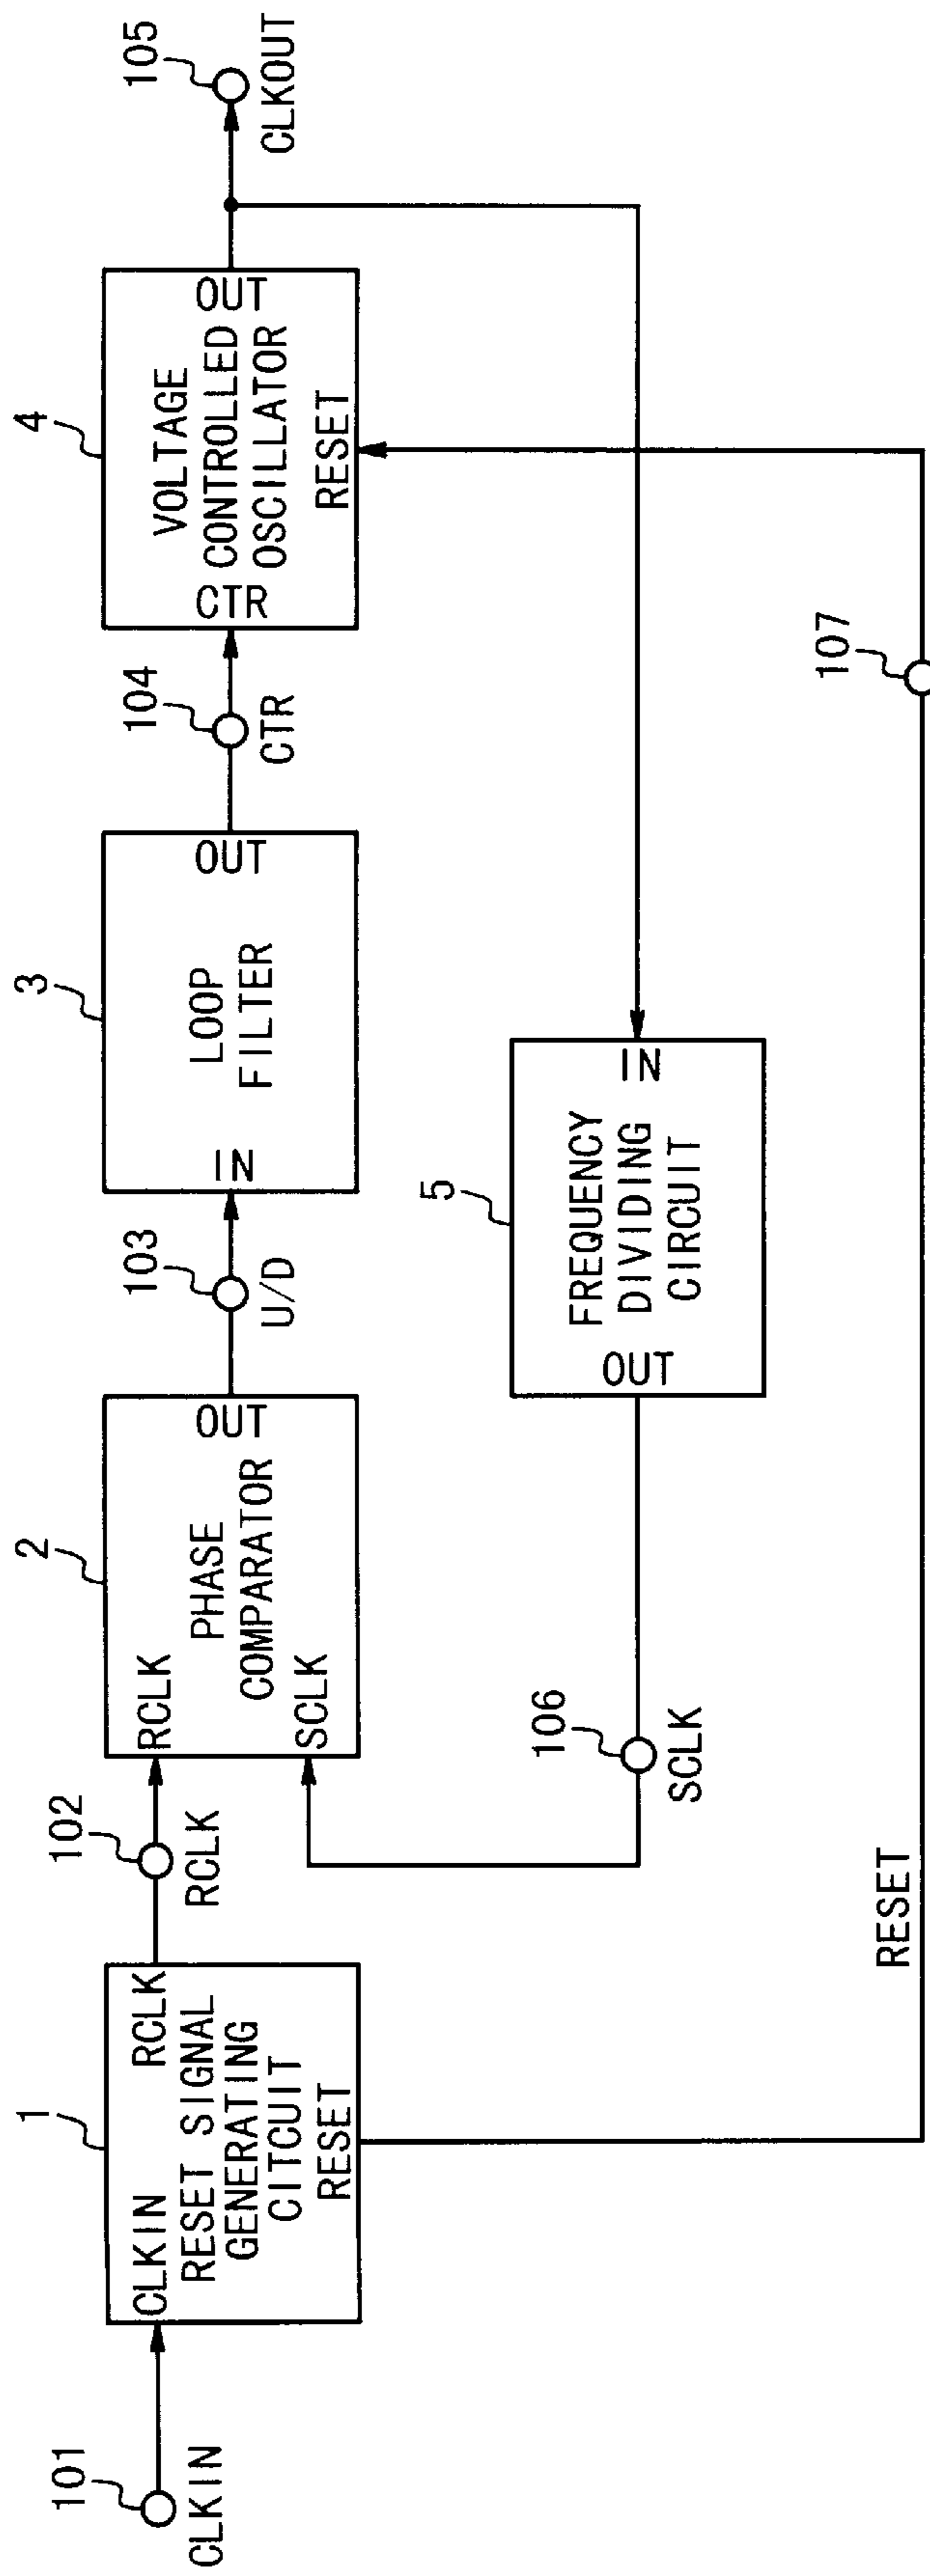 101
CLKIN
1
CLKIN
RCLK
RESET SIGNAL
GENERATING
CITCUIT
RESET
102
RCLK
2
RCLK
PHASE
COMPARATOR
SCLK
OUT
103
U/D
3
IN
LOOP
FILTER
OUT
104
CTR
4
CTR
VOLTAGE
CONTROLLED
OSCILLATOR
OUT
RESET
105
CLKOUT
5
FREQUENCY
DIVIDING
CIRCUIT
OUT
IN
106
SCLK
RESET
107